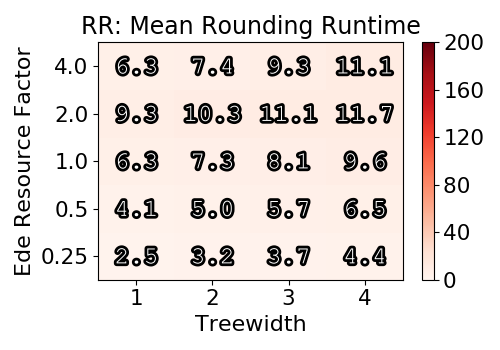 RR: Mean Rounding Runtime
Ede Resource Factor
4.0 6.3 7.4 9.3 11.1
2.0 9.3 10.3 11.1 11.7
1.0 6.3 7.3 8.1 9.6
0.5 4.1 5.0 5.7 6.5
0.25 2.5 3.2 3.7 4.4
1 2 3 4
Treewidth
200
160
120
80
40
0